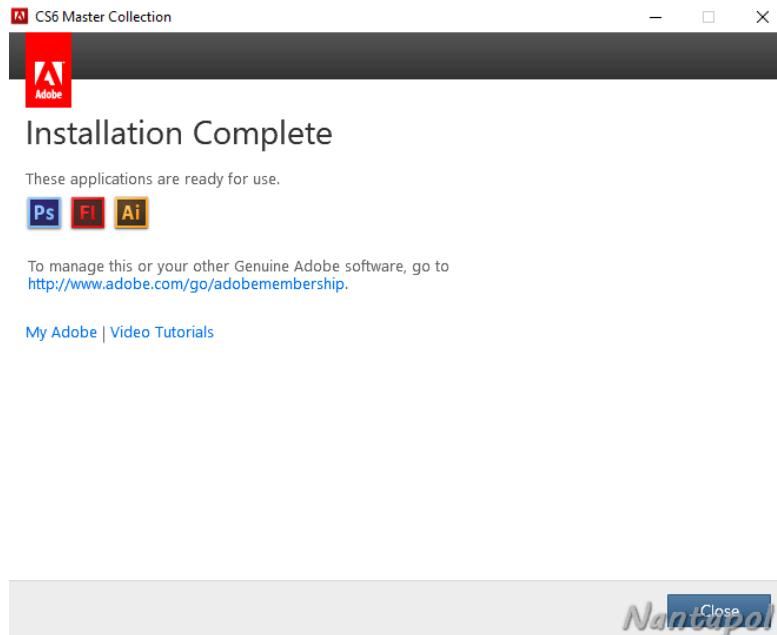 CS6 Master Collection
Adobe
Installation Complete
These applications are ready for use.
Ps Fl Ai
To manage this or your other Genuine Adobe software, go to
http://www.adobe.com/go/adobemembership.
My Adobe | Video Tutorials
Close
Nantapol